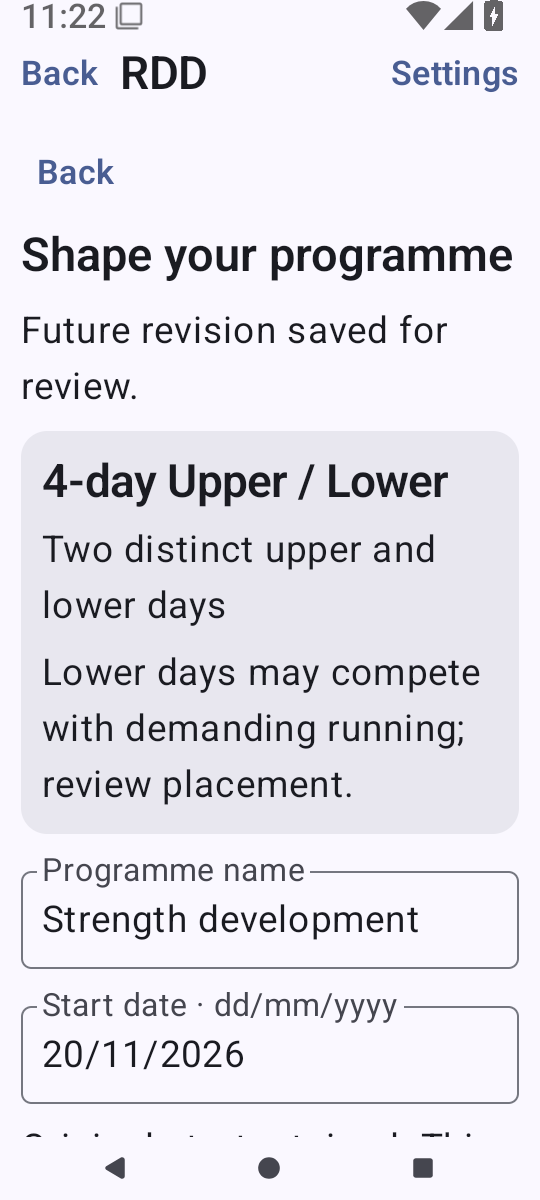 11:22
Back RDD Settings
Back
Shape your programme
Future revision saved for
review.
4-day Upper / Lower
Two distinct upper and
lower days
Lower days may compete
with demanding running;
review placement.
Programme name
Strength development
Start date · dd/mm/yyyy
20/11/2026